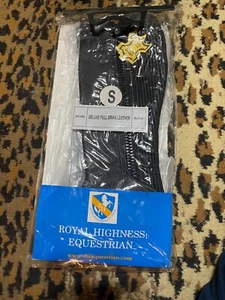 S
DELUXE FULL GRAIN LEATHER
ROYAL HIGHNESS
EQUESTRIAN